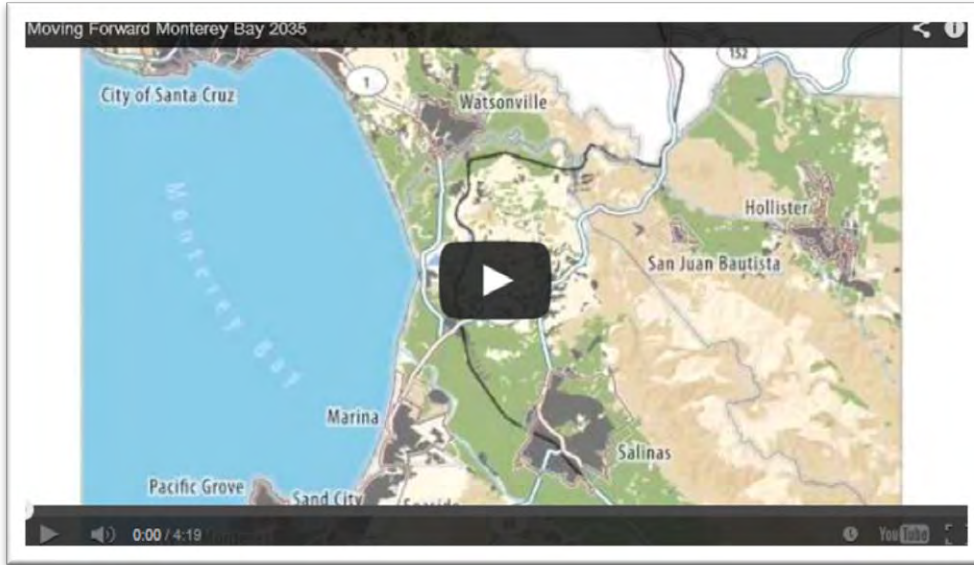 Moving Forward Monterey Bay 2035
152
City of Santa Cruz
1
Watsonville
Monterey Bay
Hollister
San Juan Bautista
Marina
Salinas
Pacific Grove
Sand City
Seaside
0:00 / 4:19
YouTube